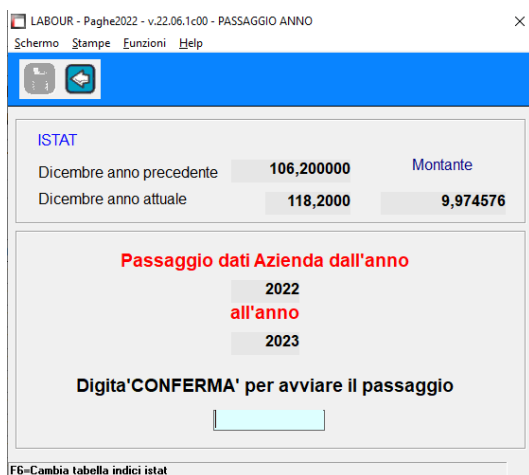 LABOUR - Paghe2022 - v.22.06.1c00 - PASSAGGIO ANNO
Schermo Stampe Funzioni Help
ISTAT
Dicembre anno precedente 106,200000 Montante
Dicembre anno attuale 118,2000 9,974576
Passaggio dati Azienda dall'anno
2022
all'anno
2023
Digita'CONFERMA' per avviare il passaggio
F6=Cambia tabella indici istat